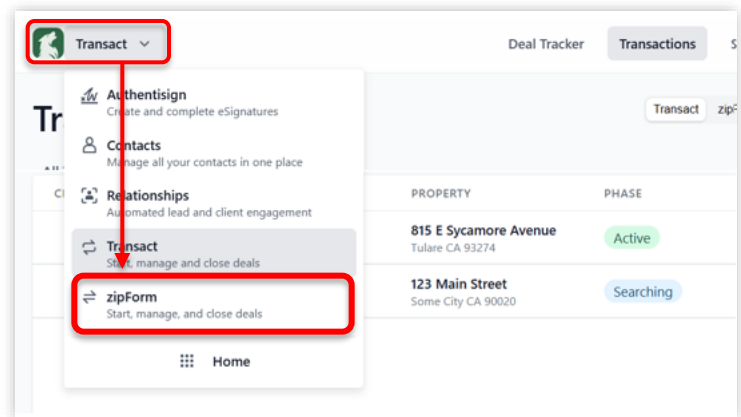 Transact
Deal Tracker
Transactions
S
Tr
Authentisign
Create and complete eSignatures
Transact
Contacts
Manage all your contacts in one place
Relationships
Automated lead and client engagement
PROPERTY
PHASE
Transact
Start, manage and close deals
815 E Sycamore Avenue
Tulare CA 93274
Active
zipForm
Start, manage, and close deals
123 Main Street
Some City CA 90020
Searching
Home